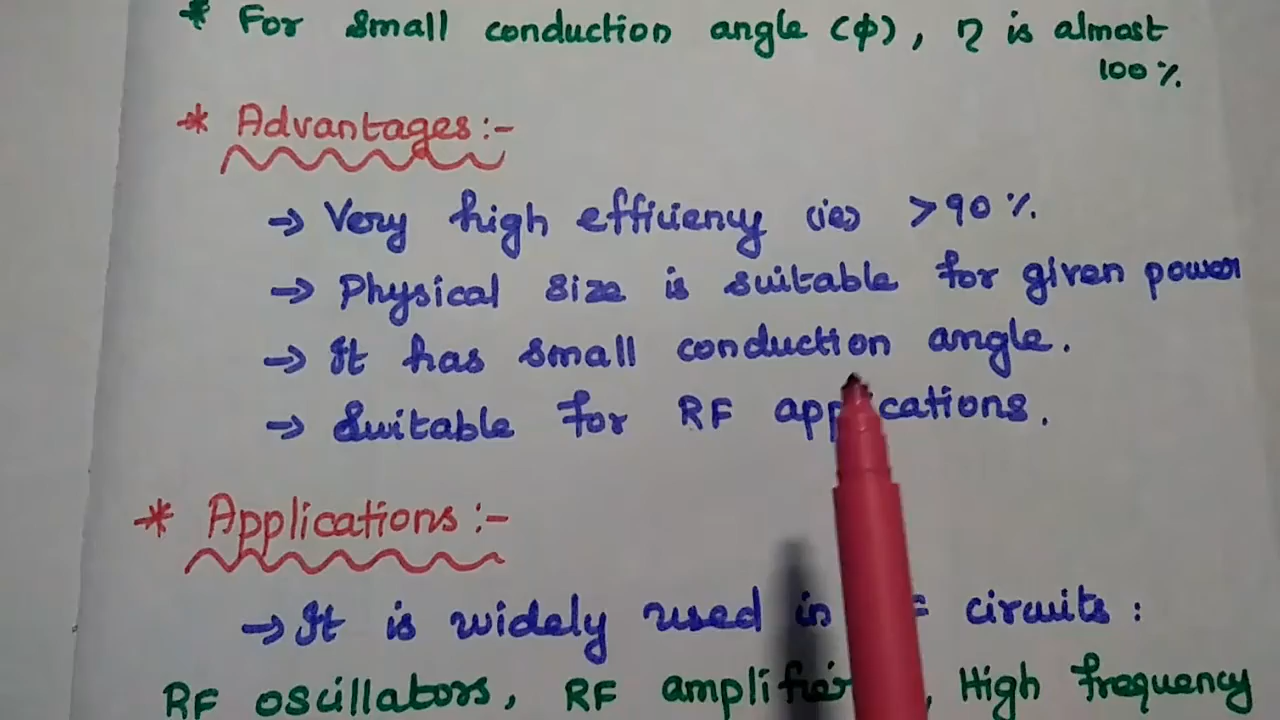 * For small conduction angle (φ), η is almost
100%
* Advantages:-
→ Very high efficiency (ie) >90%.
→ Physical size is suitable for given power
→ It has small conduction angle.
→ Suitable for RF applications.
* Applications:-
→ It is widely used in circuits:
RF oscillators, RF amplifier , High frequency